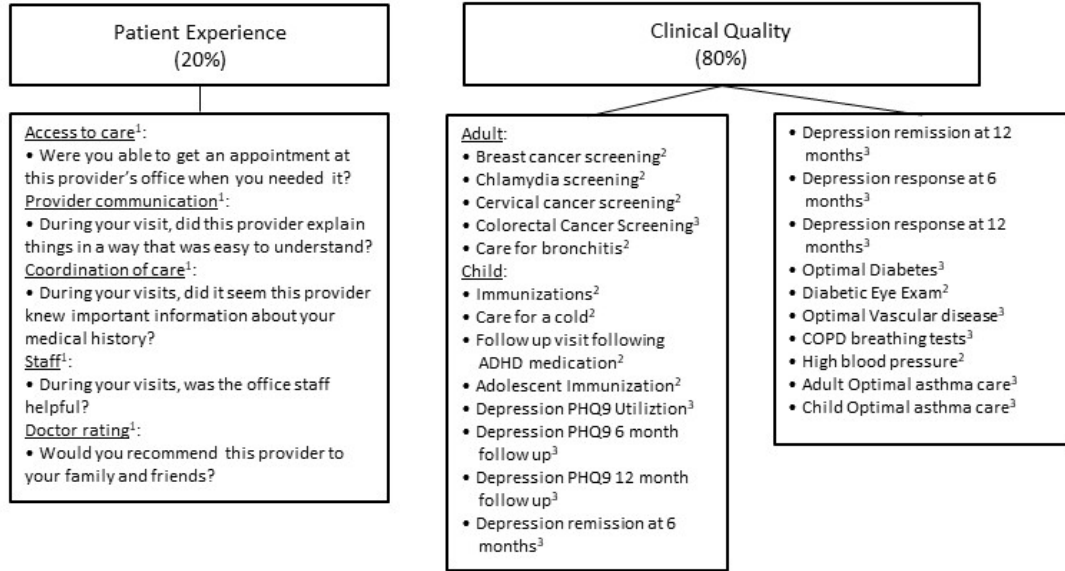 Patient Experience
(20%)
Access to care¹:
• Were you able to get an appointment at
this provider's office when you needed it?
Provider communication¹:
• During your visit, did this provider explain
things in a way that was easy to understand?
Coordination of care¹:
• During your visits, did it seem this provider
knew important information about your
medical history?
Staff¹:
• During your visits, was the office staff
helpful?
Doctor rating¹:
• Would you recommend this provider to
your family and friends?
Clinical Quality
(80%)
Adult:
• Breast cancer screening²
• Chlamydia screening²
• Cervical cancer screening²
• Colorectal Cancer Screening³
• Care for bronchitis²
Child:
• Immunizations²
• Care for a cold²
• Follow up visit following
ADHD medication²
• Adolescent Immunization²
• Depression PHQ9 Utiliztion³
• Depression PHQ9 6 month
follow up³
• Depression PHQ9 12 month
follow up³
• Depression remission at 6
months³
• Depression remission at 12
months³
• Depression response at 6
months³
• Depression response at 12
months³
• Optimal Diabetes³
• Diabetic Eye Exam²
• Optimal Vascular disease³
• COPD breathing tests³
• High blood pressure²
• Adult Optimal asthma care³
• Child Optimal asthma care³